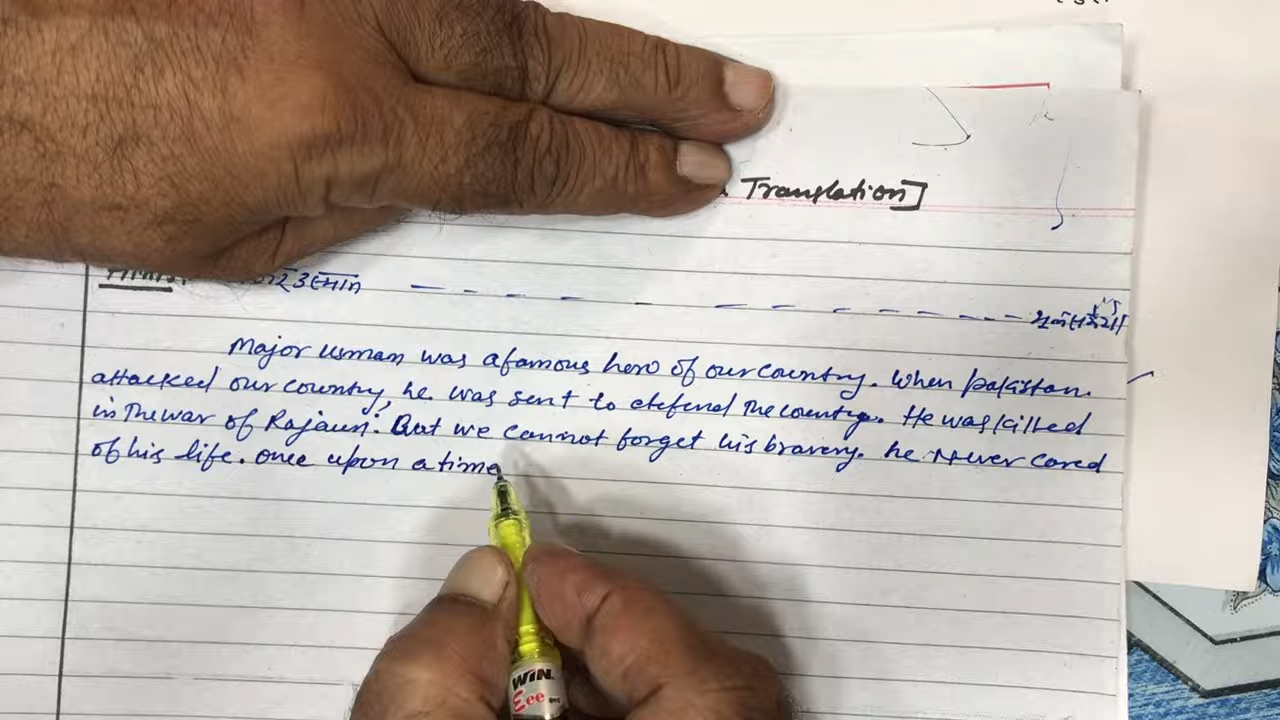 Translation]
Major usman was a famous hero of our country. When pakistan.
attacked our country, he was sent to defend the country. He was killed
in the war of Rajauri. But we cannot forget his bravery. he never cared
of his life. once upon a time
WIN
Eee